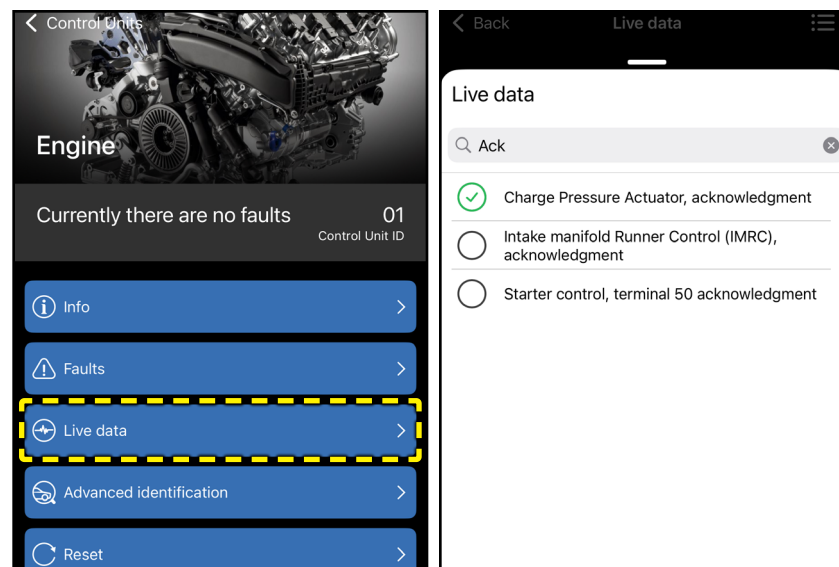 Control Units
Engine
Currently there are no faults
01
Control Unit ID
Info
Faults
Live data
Advanced identification
Reset
Back
Live data
Live data
Ack
Charge Pressure Actuator, acknowledgment
Intake manifold Runner Control (IMRC),
acknowledgment
Starter control, terminal 50 acknowledgment